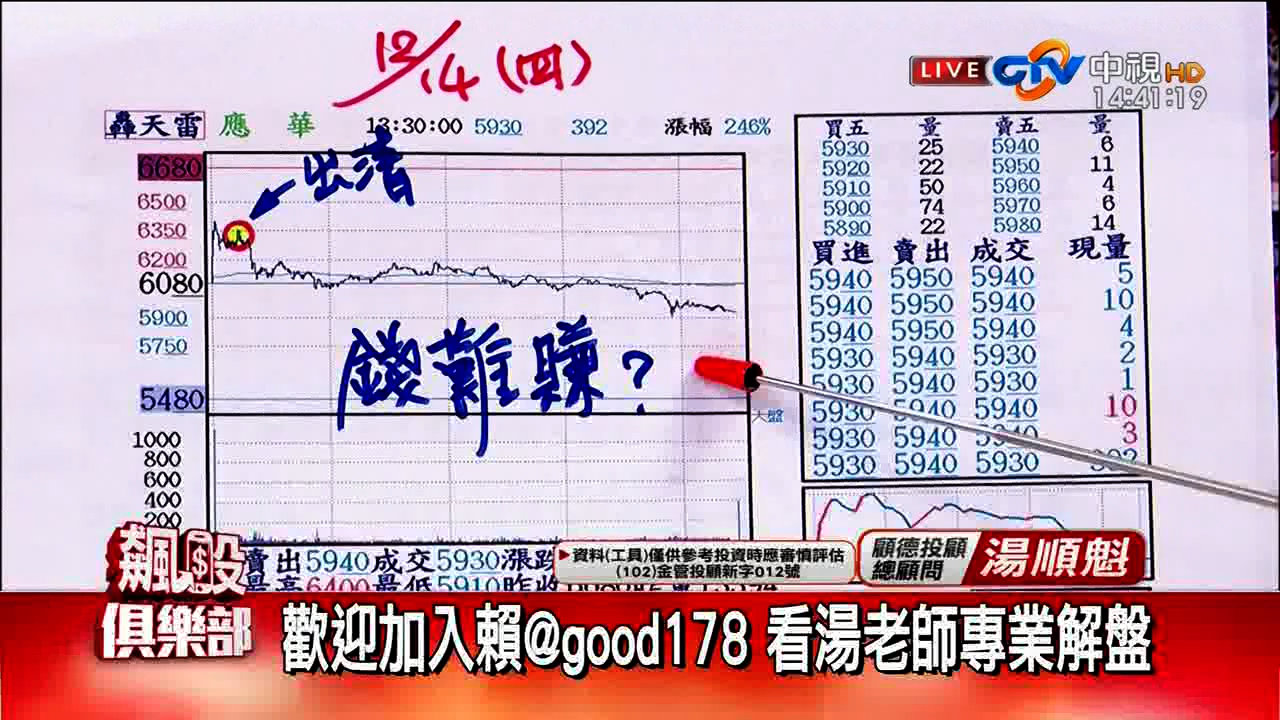 12/14(四)
LIVE CTV 中視HD
14:41:19
轟天雷 應華 13:30:00 5930 392 漲幅 246%
6680
6500
6350
6200
6080
5900
5750
5480
出清
錢難賺?
大盤
1000
800
600
400
200
買五 量 賣五 量
5930 25 5940 6
5920 22 5950 11
5910 50 5960 4
5900 74 5970 6
5890 22 5980 14
買進 賣出 成交 現量
5940 5950 5940 5
5940 5950 5940 10
5940 5950 5940 4
5930 5940 5930 2
5930 5940 5930 1
5930 5940 5940 10
5930 5940 5940 3
5930 5940 5930 392
賣出5940成交5930漲跌
最高6400最低5910昨收
飆股俱樂部
▶資料(工具)僅供參考投資時應審慎評估
(102)金管投顧新字012號
顧德投顧
總顧問
湯順魁
歡迎加入賴@good178 看湯老師專業解盤